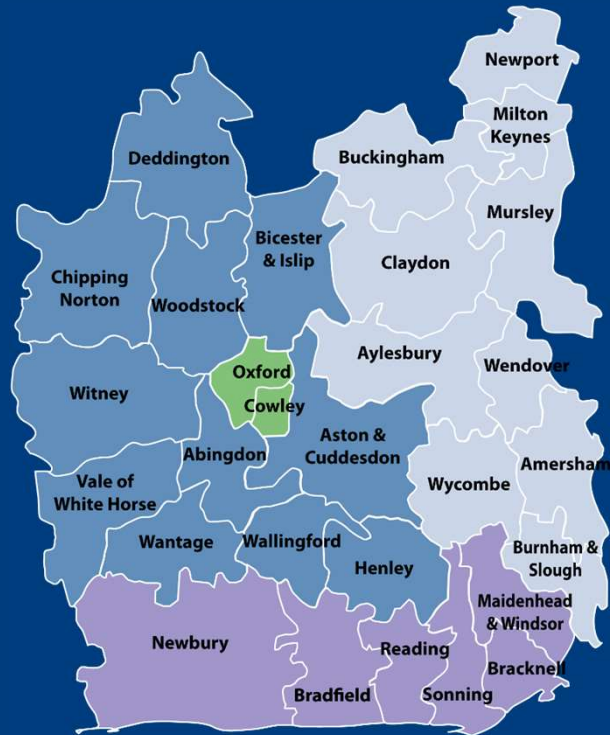 Newport
Milton
Keynes
Deddington
Buckingham
Mursley
Bicester
& Islip
Claydon
Chipping
Norton
Woodstock
Aylesbury
Wendover
Oxford
Witney
Cowley
Aston &
Cuddesdon
Abingdon
Amersham
Vale of
White Horse
Wycombe
Wantage
Wallingford
Burnham &
Slough
Henley
Maidenhead
& Windsor
Newbury
Reading
Bracknell
Bradfield
Sonning